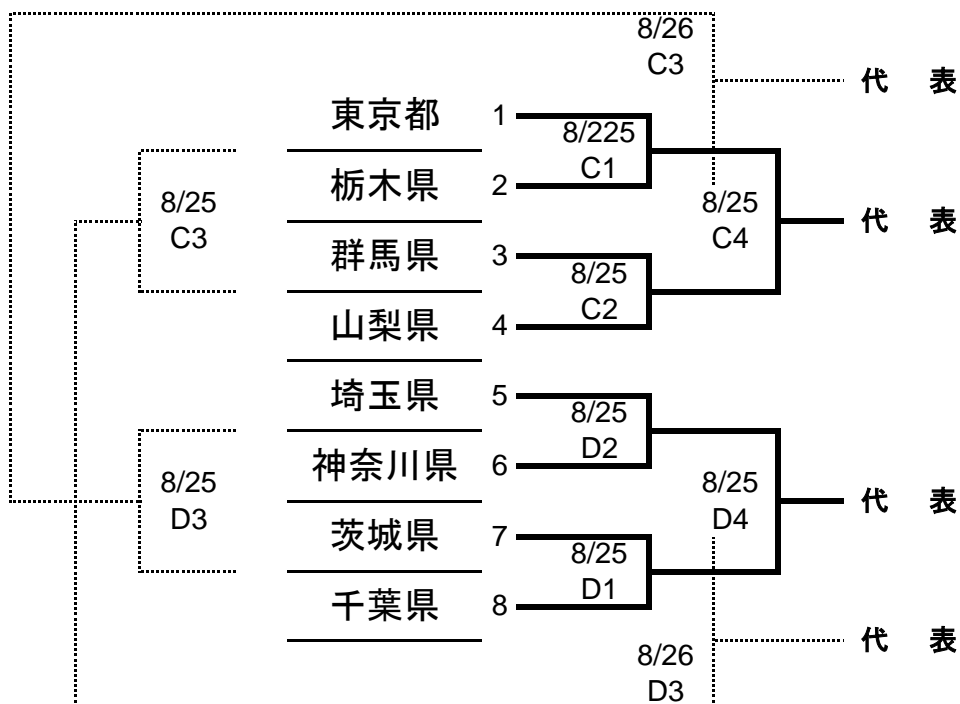 8/26
C3
代 表
東京都 1
8/225
C1
栃木県 2
8/25
C3
8/25
C4
代 表
群馬県 3
8/25
C2
山梨県 4
埼玉県 5
8/25
D2
神奈川県 6
8/25
D3
8/25
D4
代 表
茨城県 7
8/25
D1
千葉県 8
8/26
D3
代 表